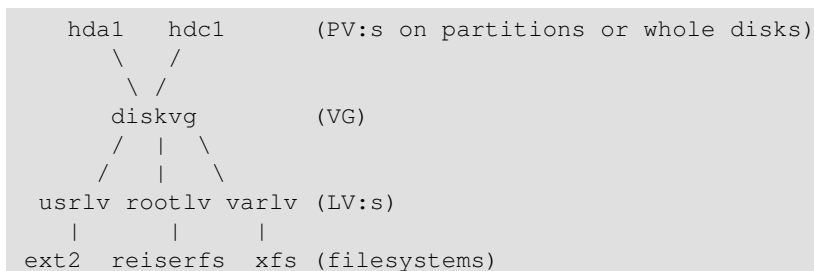 hda1 hdc1 (PV:s on partitions or whole disks)
\ /
\ /
diskvg (VG)
/ | \
/ | \
usrlv rootlv varlv (LV:s)
| | |
ext2 reiserfs xfs (filesystems)